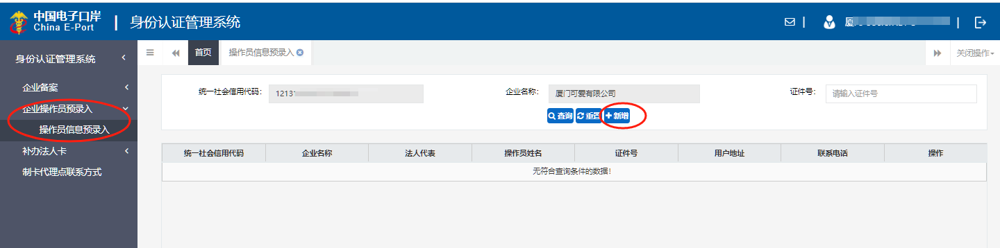 中国电子口岸
China E-Port
身份认证管理系统
厦
身份认证管理系统
首页
操作员信息预录入
关闭操作
企业备案
企业操作员预录入
操作员信息预录入
补办法人卡
制卡代理点联系方式
统一社会信用代码:
1213
企业名称:
厦门可爱有限公司
证件号:
请输入证件号
查询
重置
新增
统一社会信用代码 企业名称 法人代表 操作员姓名 证件号 用户地址 联系电话 操作
无符合查询条件的数据!